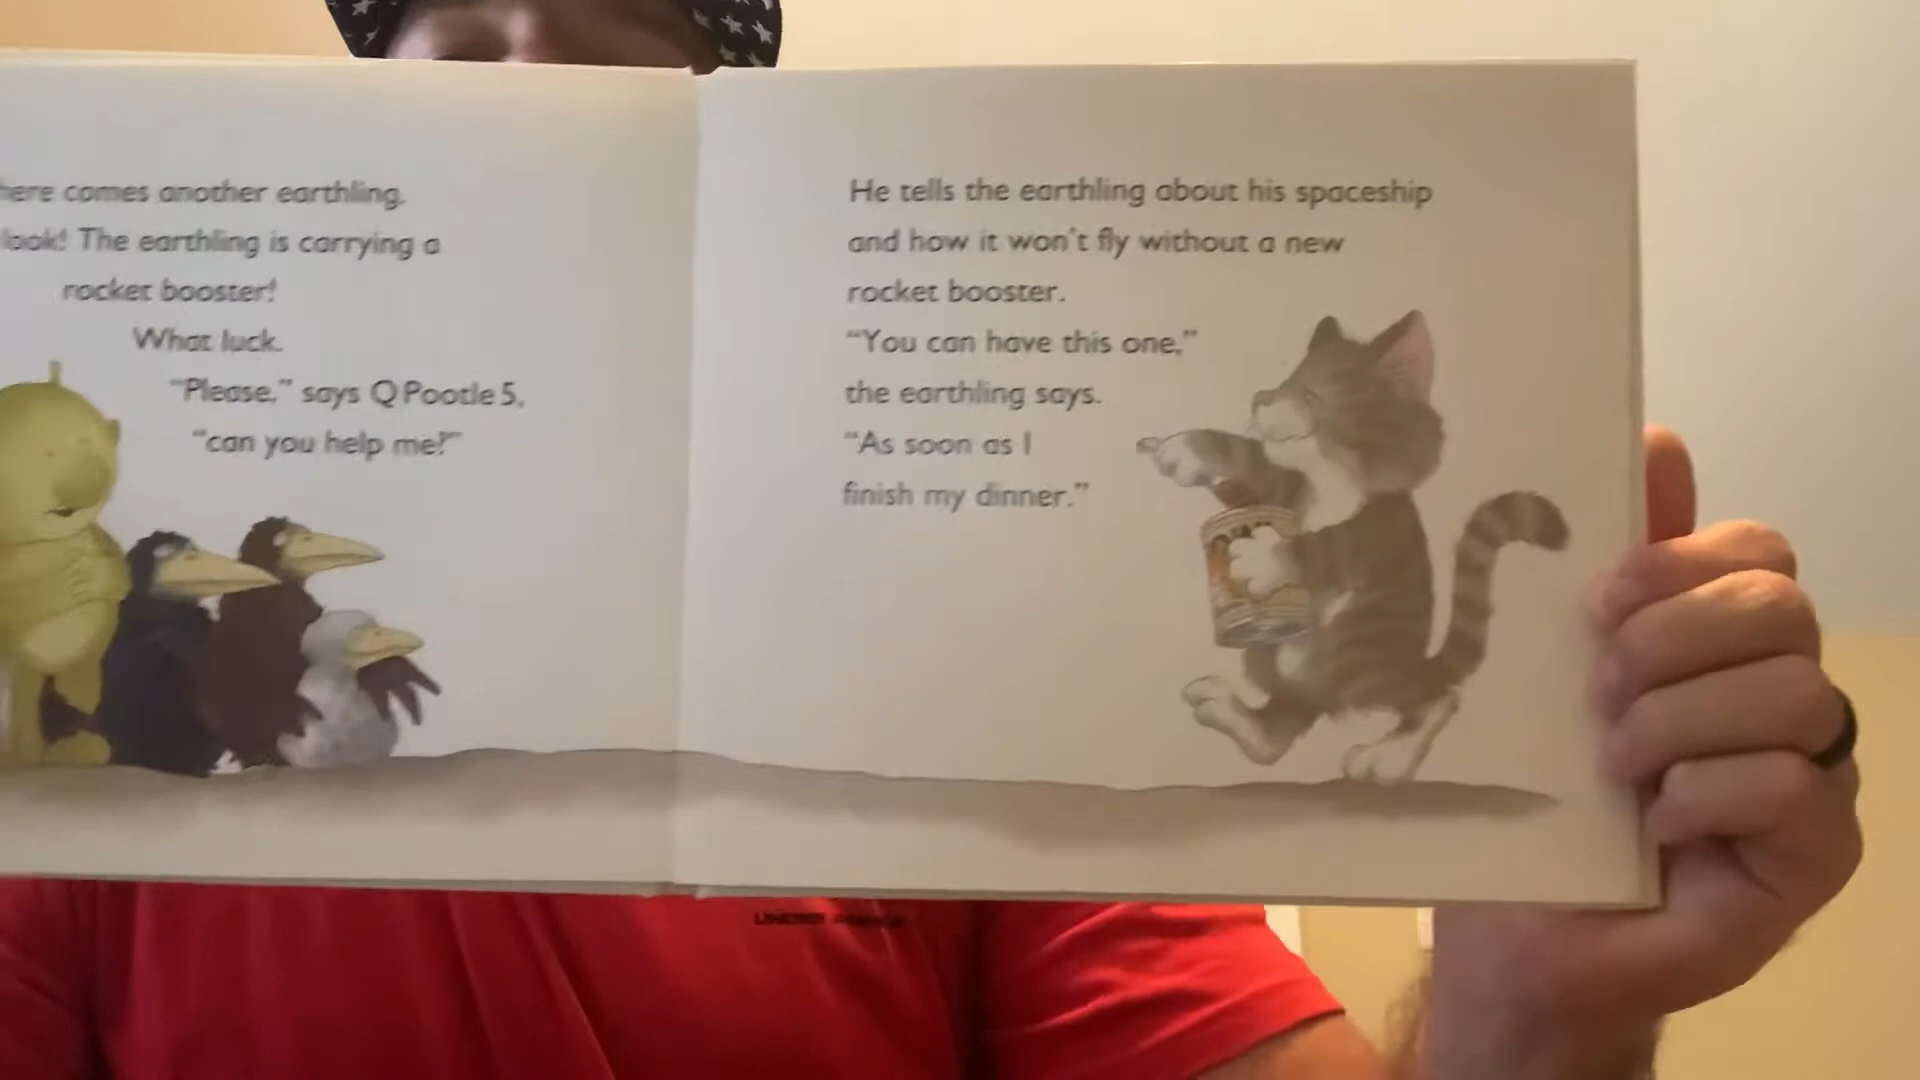 here comes another earthling.
look! The earthling is carrying a
rocket booster!
What luck.
"Please," says Q Pootle 5,
"can you help me?"
He tells the earthling about his spaceship
and how it won't fly without a new
rocket booster.
"You can have this one,"
the earthling says.
"As soon as I
finish my dinner."